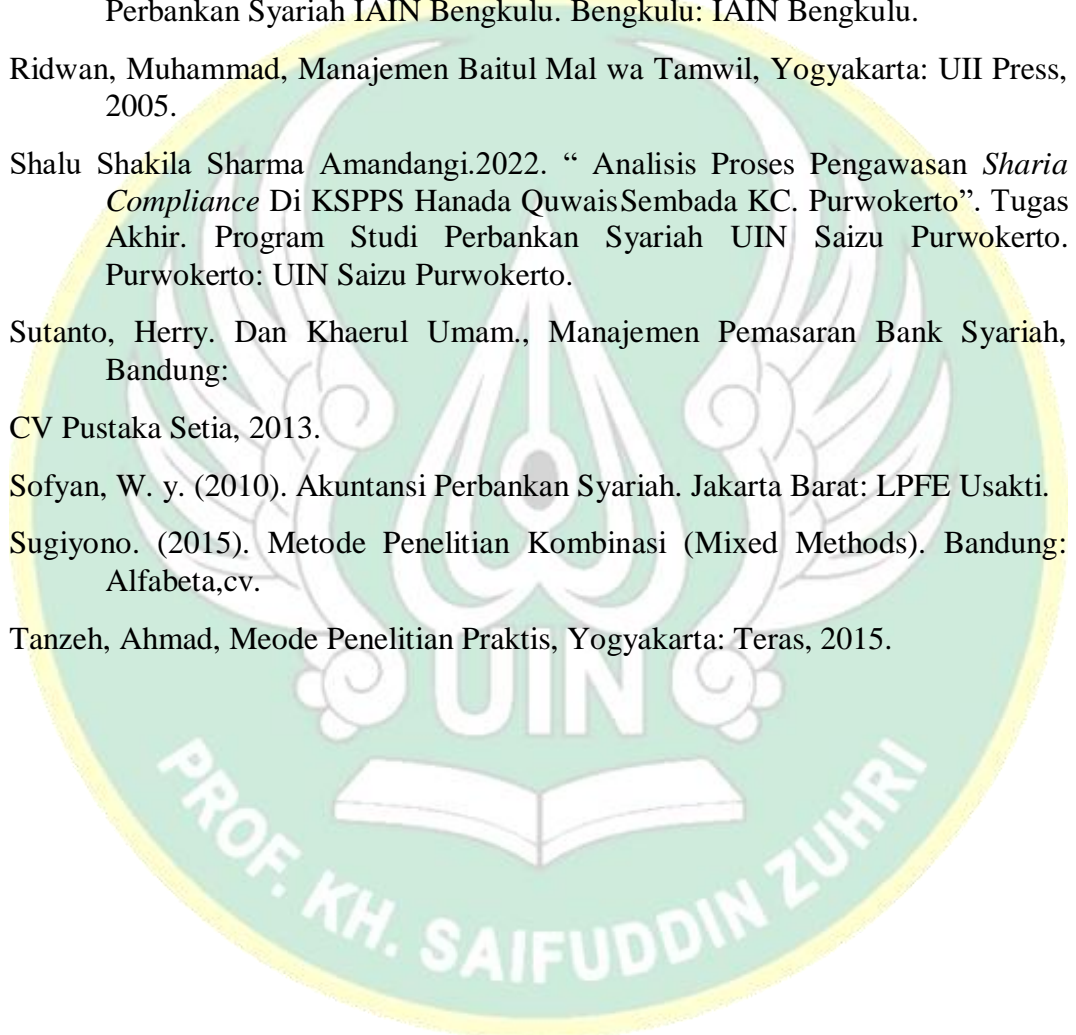 Perbankan Syariah IAIN Bengkulu. Bengkulu: IAIN Bengkulu.
Ridwan, Muhammad, Manajemen Baitul Mal wa Tamwil, Yogyakarta: UII Press,
2005.
Shalu Shakila Sharma Amandangi.2022. “ Analisis Proses Pengawasan Sharia
Compliance Di KSPPS Hanada QuwaisSembada KC. Purwokerto”. Tugas
Akhir. Program Studi Perbankan Syariah UIN Saizu Purwokerto.
Purwokerto: UIN Saizu Purwokerto.
Sutanto, Herry. Dan Khaerul Umam., Manajemen Pemasaran Bank Syariah,
Bandung:
CV Pustaka Setia, 2013.
Sofyan, W. y. (2010). Akuntansi Perbankan Syariah. Jakarta Barat: LPFE Usakti.
Sugiyono. (2015). Metode Penelitian Kombinasi (Mixed Methods). Bandung:
Alfabeta,cv.
Tanzeh, Ahmad, Meode Penelitian Praktis, Yogyakarta: Teras, 2015.
UIN
PROF. KH. SAIFUDDIN ZUHRI